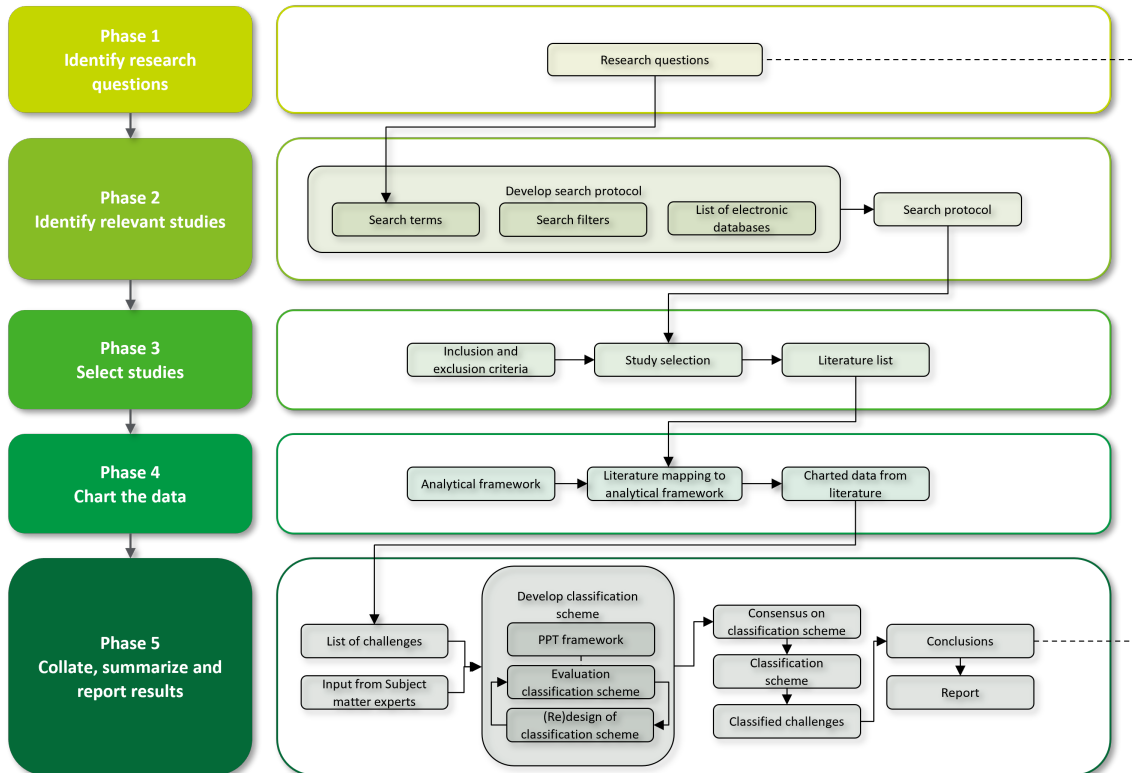 Phase 1
Identify research
questions
Research questions
Phase 2
Identify relevant studies
Develop search protocol
Search terms
Search filters
List of electronic
databases
Search protocol
Phase 3
Select studies
Inclusion and
exclusion criteria
Study selection
Literature list
Phase 4
Chart the data
Analytical framework
Literature mapping to
analytical framework
Charted data from
literature
Phase 5
Collate, summarize and
report results
List of challenges
Input from Subject
matter experts
Develop classification
scheme
PPT framework
Evaluation
classification scheme
(Re)design of
classification scheme
Consensus on
classification scheme
Classification
scheme
Classified challenges
Conclusions
Report